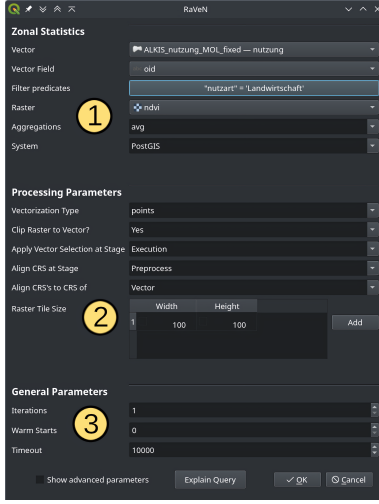 RaVeN
Zonal Statistics
Vector ALKIS_nutzung_MOL_fixed — nutzung
Vector Field oid
Filter predicates "nutzart" = 'Landwirtschaft'
Raster ndvi
1
Aggregations avg
System PostGIS
Processing Parameters
Vectorization Type points
Clip Raster to Vector? Yes
Apply Vector Selection at Stage Execution
Align CRS at Stage Preprocess
Align CRS's to CRS of Vector
Raster Tile Size Width Height
2
1 100 100 Add
General Parameters
Iterations 1
3
Warm Starts 0
Timeout 10000
Show advanced parameters Explain Query OK Cancel